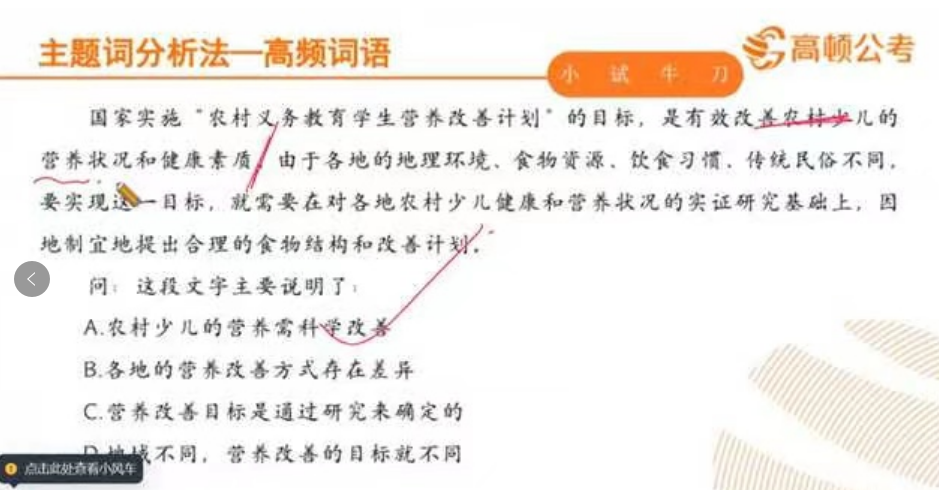 主题词分析法—高频词语
高顿公考
小试牛刀
国家实施“农村义务教育学生营养改善计划”的目标，是有效改善农村少儿的
营养状况和健康素质。由于各地的地理环境、食物资源、饮食习惯、传统民俗不同，
要实现这一目标，就需要在对各地农村少儿健康和营养状况的实证研究基础上，因
地制宜地提出合理的食物结构和改善计划。
问：这段文字主要说明了：
A.农村少儿的营养需科学改善
B.各地的营养改善方式存在差异
C.营养改善目标是通过研究来确定的
D.地域不同，营养改善的目标就不同
点击此处查看小风车